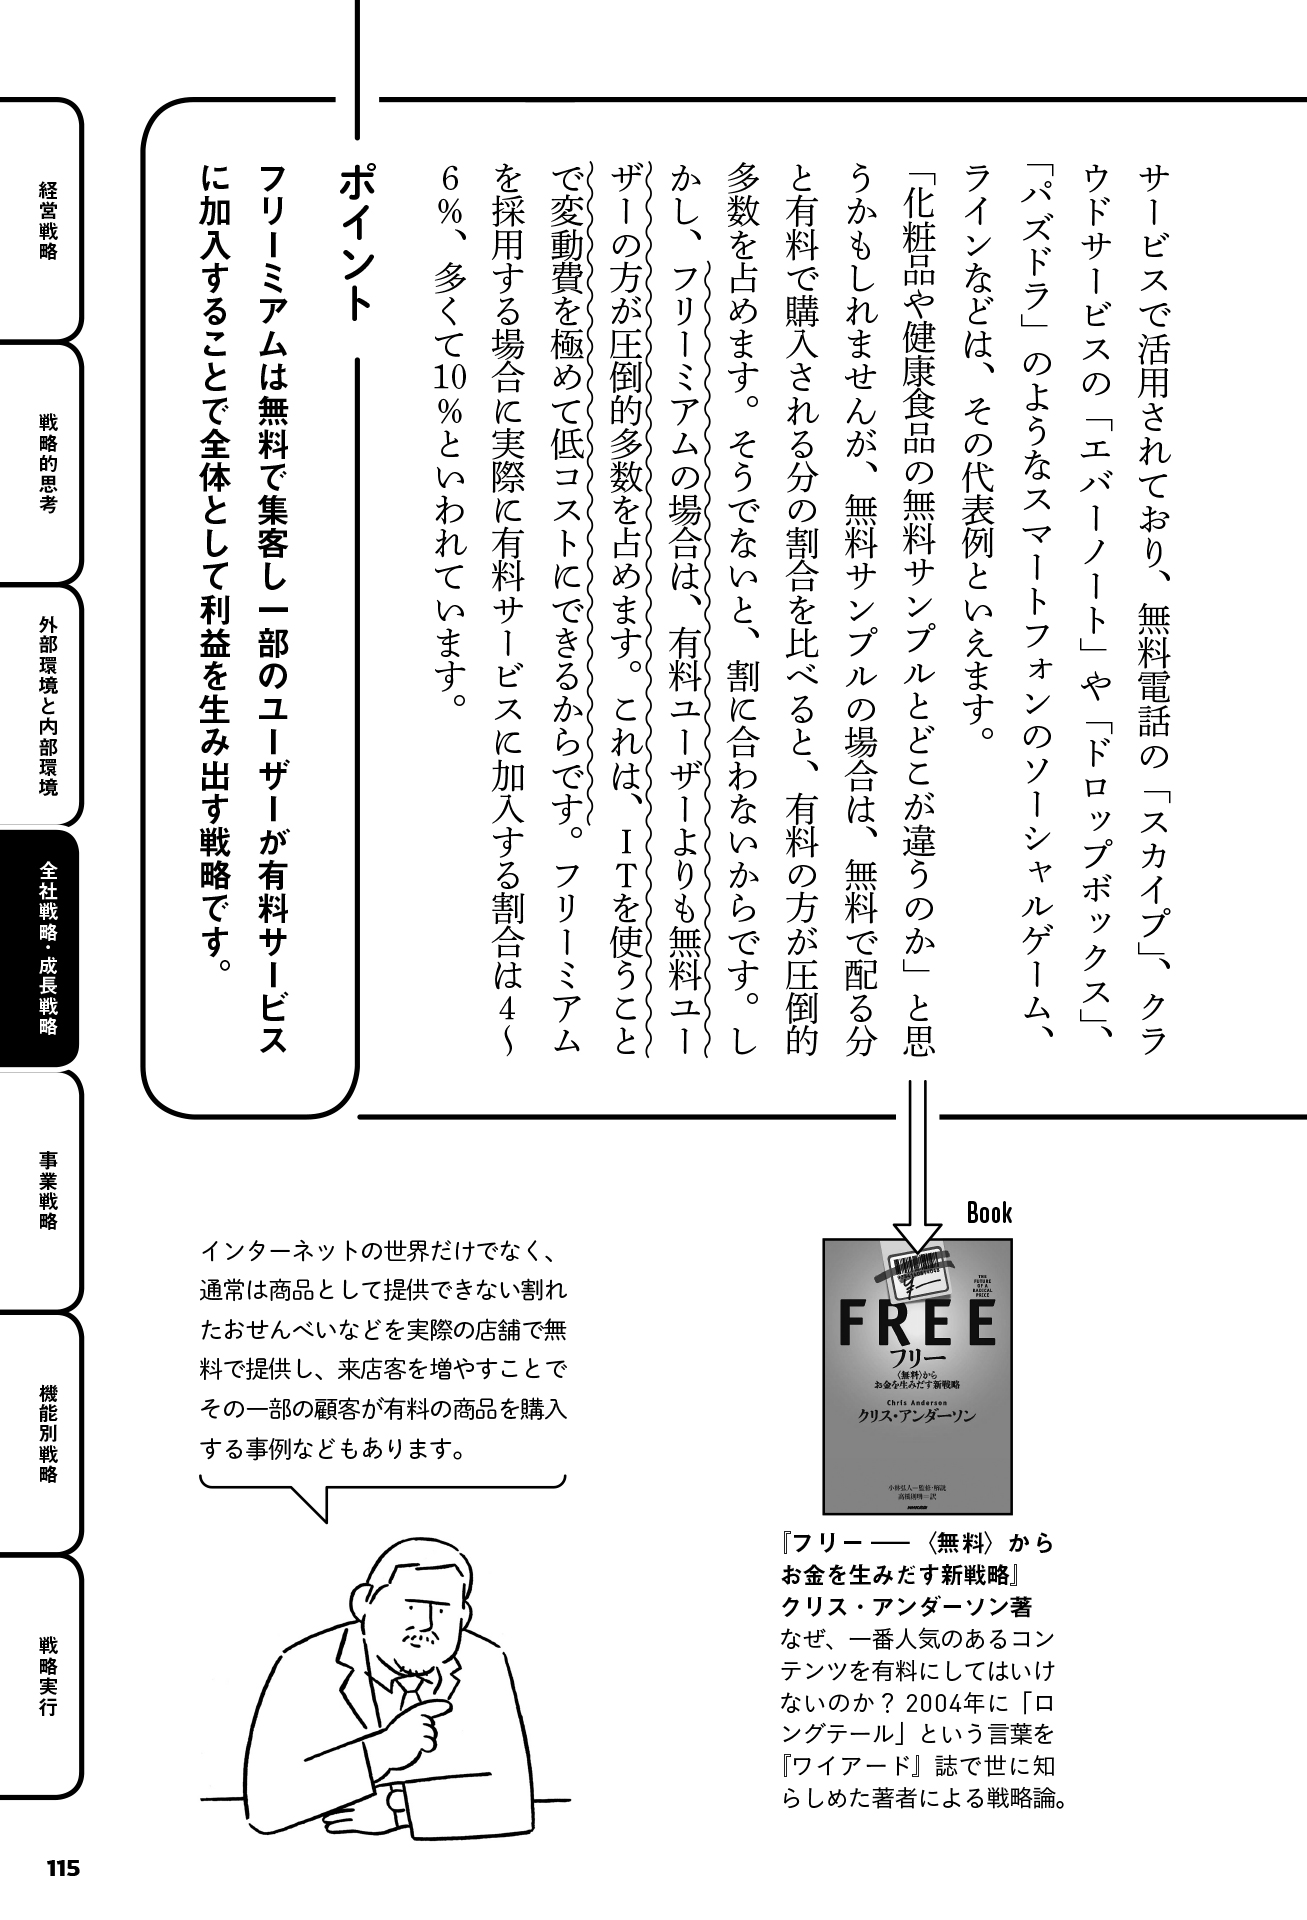 サービスで活用されており、無料電話の「スカイプ」、クラ
ウドサービスの「エバーノート」や「ドロップボックス」、
「パズドラ」のようなスマートフォンのソーシャルゲーム、
ラインなどは、その代表例といえます。
「化粧品や健康食品の無料サンプルとどこが違うのか」と思
うかもしれませんが、無料サンプルの場合は、無料で配る分
と有料で購入される分の割合を比べると、有料の方が圧倒的
多数を占めます。そうでないと、割に合わないからです。し
かし、フリーミアムの場合は、有料ユーザーよりも無料ユー
ザーの方が圧倒的多数を占めます。これは、ITを使うこと
で変動費を極めて低コストにできるからです。フリーミアム
を採用する場合に実際に有料サービスに加入する割合は4〜
6%、多くて10%といわれています。
ポイント
フリーミアムは無料で集客し一部のユーザーが有料サービス
に加入することで全体として利益を生み出す戦略です。
Book
THE
FUTURE
OF A
RADICAL
PRICE
FREE
フリー
〈無料〉から
お金を生みだす新戦略
Chris Anderson
クリス・アンダーソン
小林弘人＝監修・解説
高橋則明＝訳
NHK出版
『フリー ── 〈無料〉から
お金を生みだす新戦略』
クリス・アンダーソン著
なぜ、一番人気のあるコン
テンツを有料にしてはいけ
ないのか？ 2004年に「ロ
ングテール」という言葉を
『ワイアード』誌で世に知
らしめた著者による戦略論。
インターネットの世界だけでなく、
通常は商品として提供できない割れ
たおせんべいなどを実際の店舗で無
料で提供し、来店客を増やすことで
その一部の顧客が有料の商品を購入
する事例などもあります。
経営戦略
戦略的思考
外部環境と内部環境
全社戦略・成長戦略
事業戦略
機能別戦略
戦略実行
115